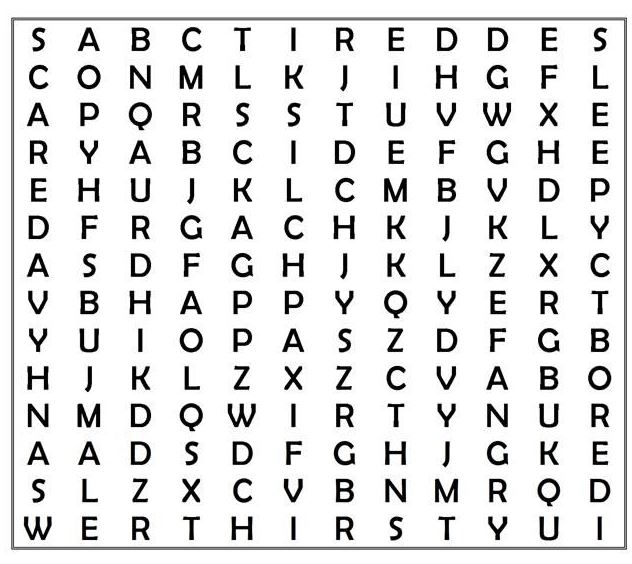 S A B C T I R E D D E S
C O N M L K J I H G F L
A P Q R S S T U V W X E
R Y A B C I D E F G H E
E H U J K L C M B V D P
D F R G A C H K J K L Y
A S D F G H J K L Z X C
V B H A P P Y Q Y E R T
Y U I O P A S Z D F G B
H J K L Z X Z C V A B O
N M D Q W I R T Y N U R
A A D S D F G H J G K E
S L Z X C V B N M R Q D
W E R T H I R S T Y U I